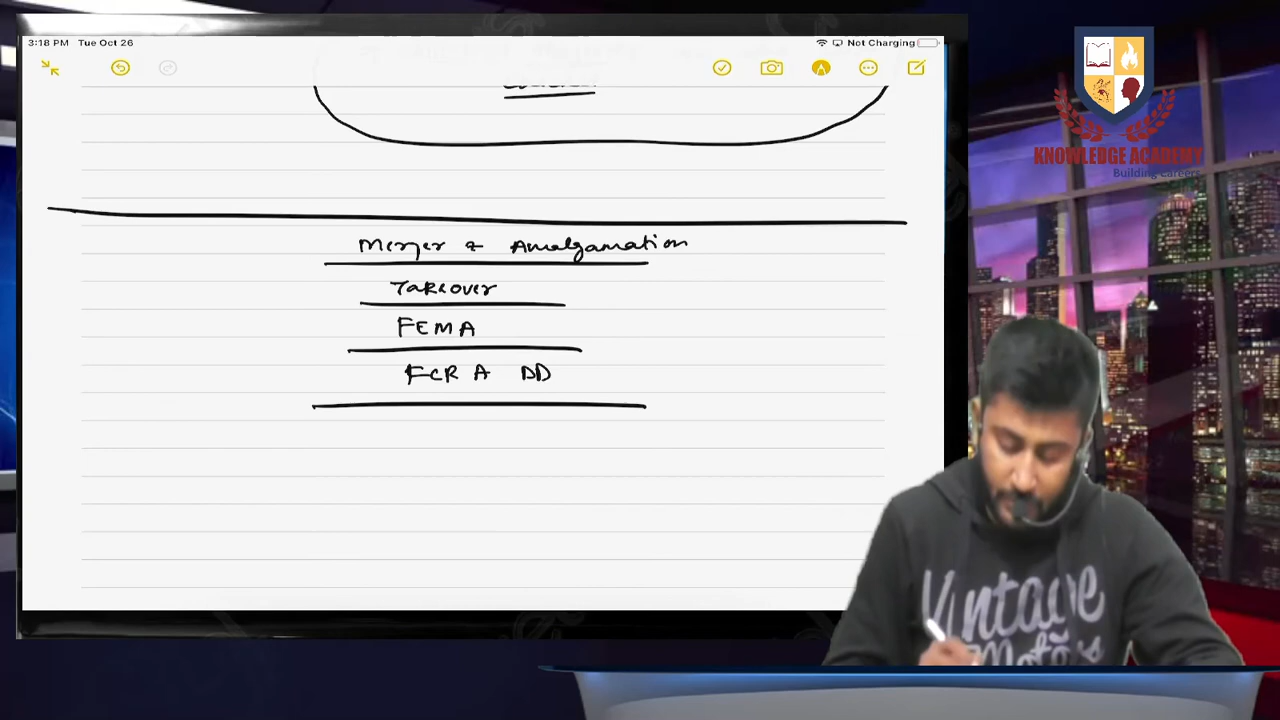 3:18 PM Tue Oct 26
Not Charging
KNOWLEDGE ACADEMY
Building Careers
Merger & Amalgamation
Takeover
FEMA
FCR A DD
Vintage
Motors